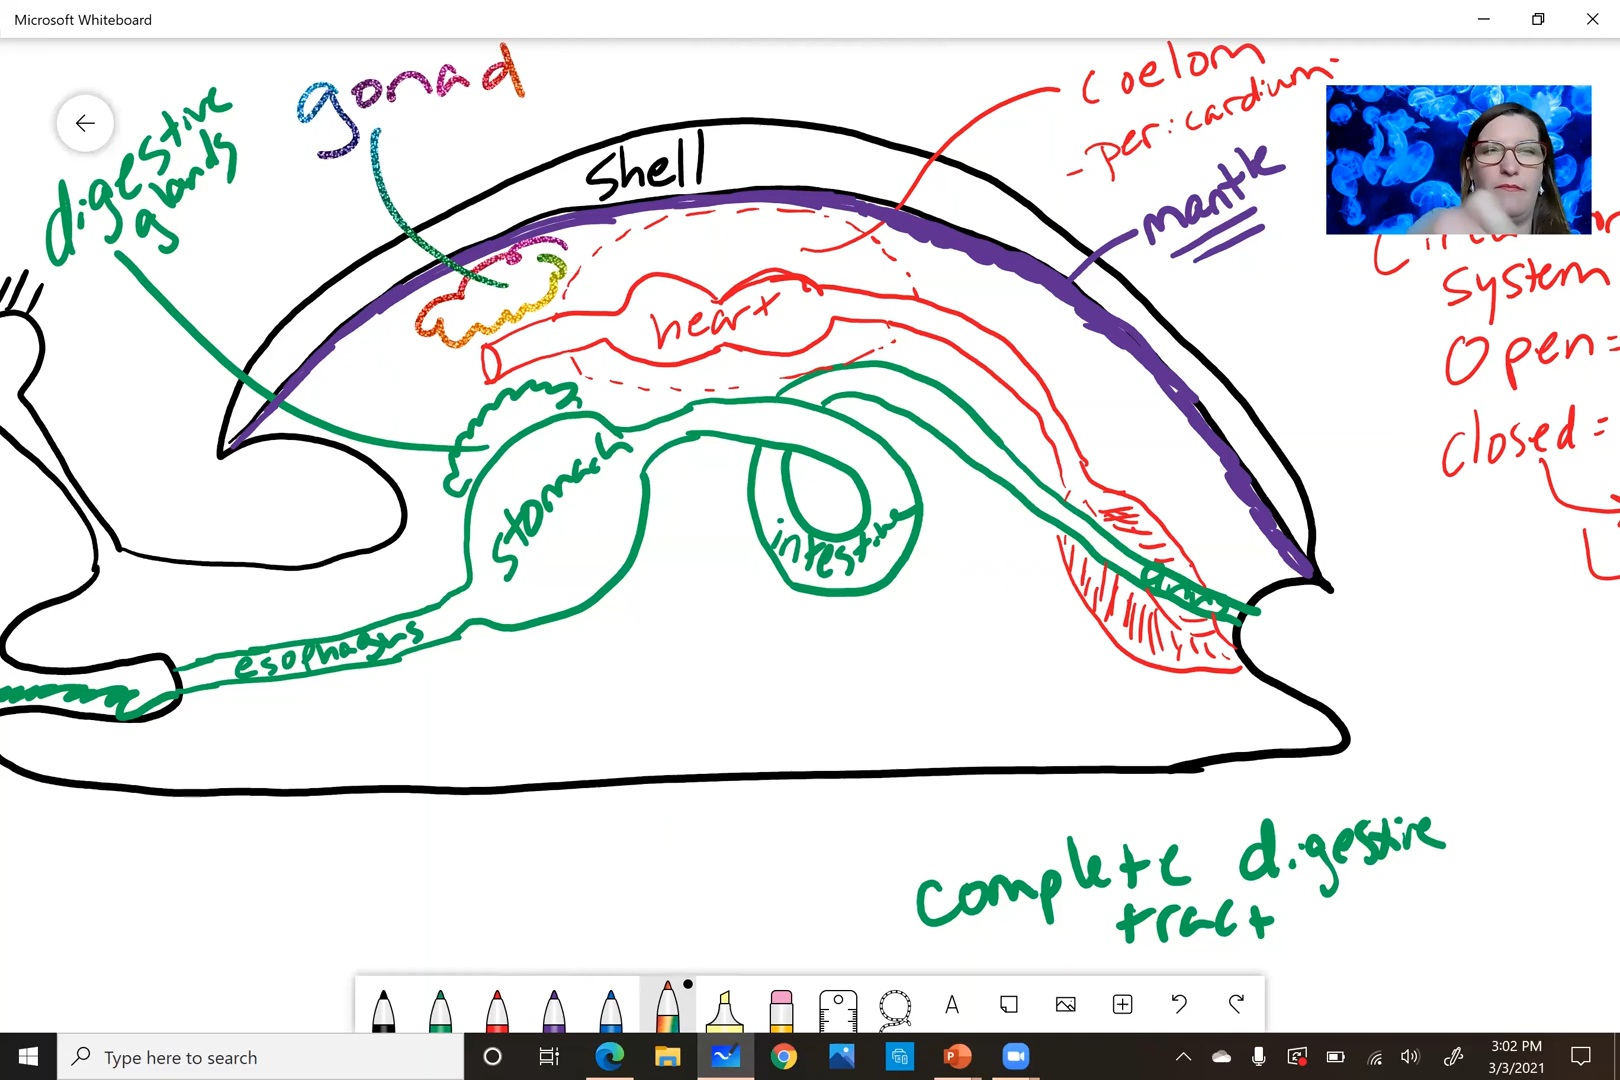 Microsoft Whiteboard
gonad
coelom
- pericardium
digestive
glands
shell
mantle
system
heart
open =
closed =
stomach
intestine
anus
esophagus
complete digestive
tract
Type here to search
3:02 PM
3/3/2021